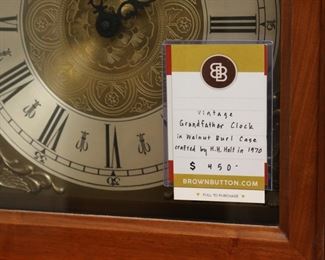 Vintage
Grandfather Clock
in Walnut Burl Case
crafted by H.H. Holt in 1970
$ 450-
BROWNBUTTON.COM
PULL TO PURCHASE